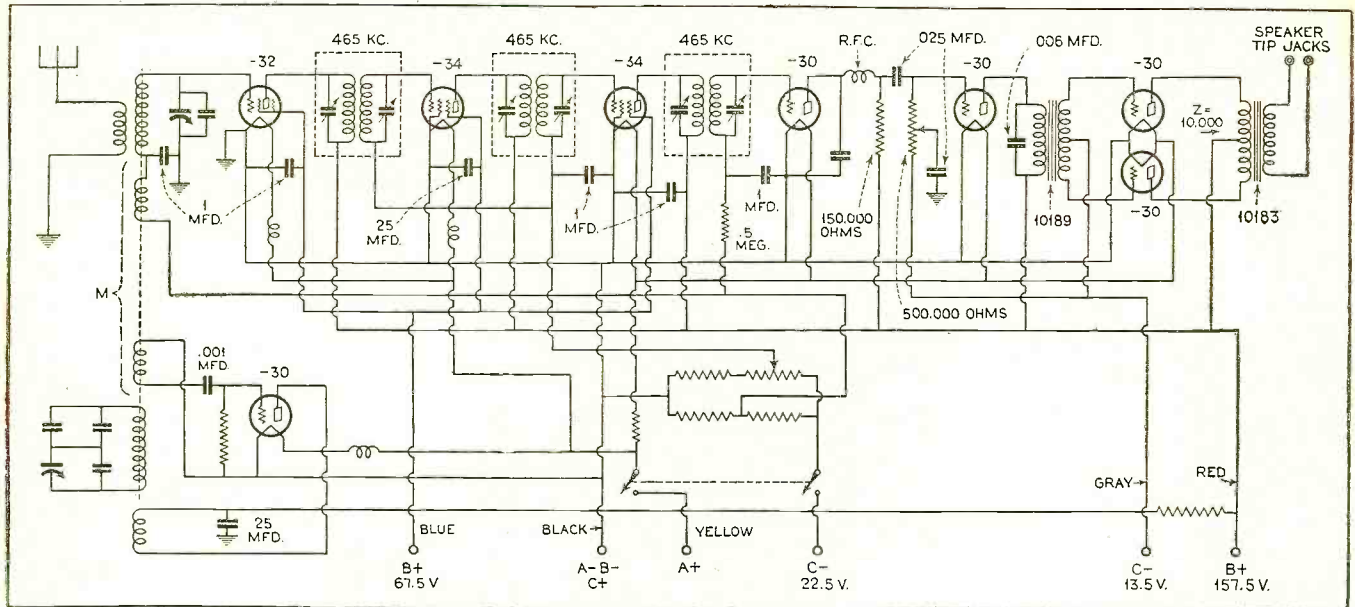 SPEAKER
TIP JACKS
465 KC.
465 KC.
465 KC
R.F.C.
025 MFD.
.006 MFD.
-32
-34
-34
-30
-30
-30
Z =
10,000
1
MFD.
25
MFD.
1
MFD.
1
MFD.
.5
MEG.
150,000
OHMS
10189
-30
10183
500,000 OHMS
M
.001
MFD.
-30
GRAY
RED
25
MFD.
BLUE
BLACK
YELLOW
B+
67.5 V.
A-B-
C+
A+
C-
22.5 V.
C-
13.5 V.
B+
157.5 V.